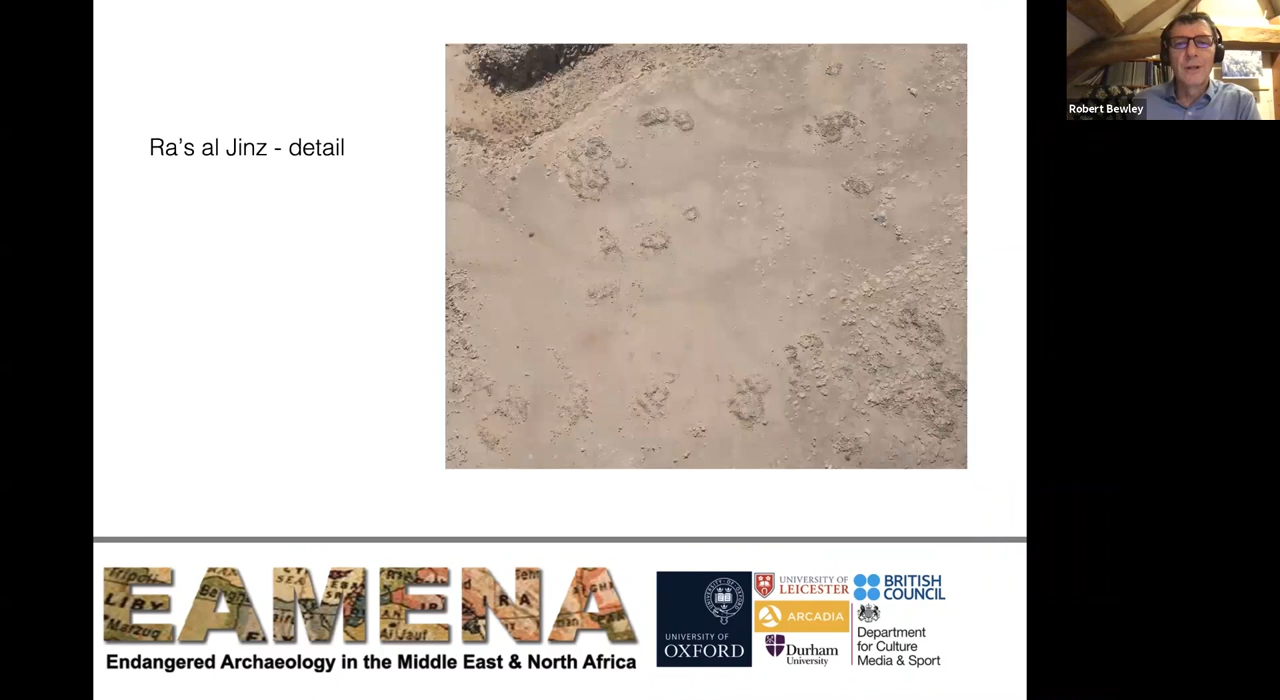 Ra's al Jinz - detail
Robert Bewley
EAMENA
Endangered Archaeology in the Middle East & North Africa
UNIVERSITY OF
OXFORD
UNIVERSITY OF
LEICESTER
BRITISH
COUNCIL
ARCADIA
Durham
University
Department
for Culture
Media & Sport